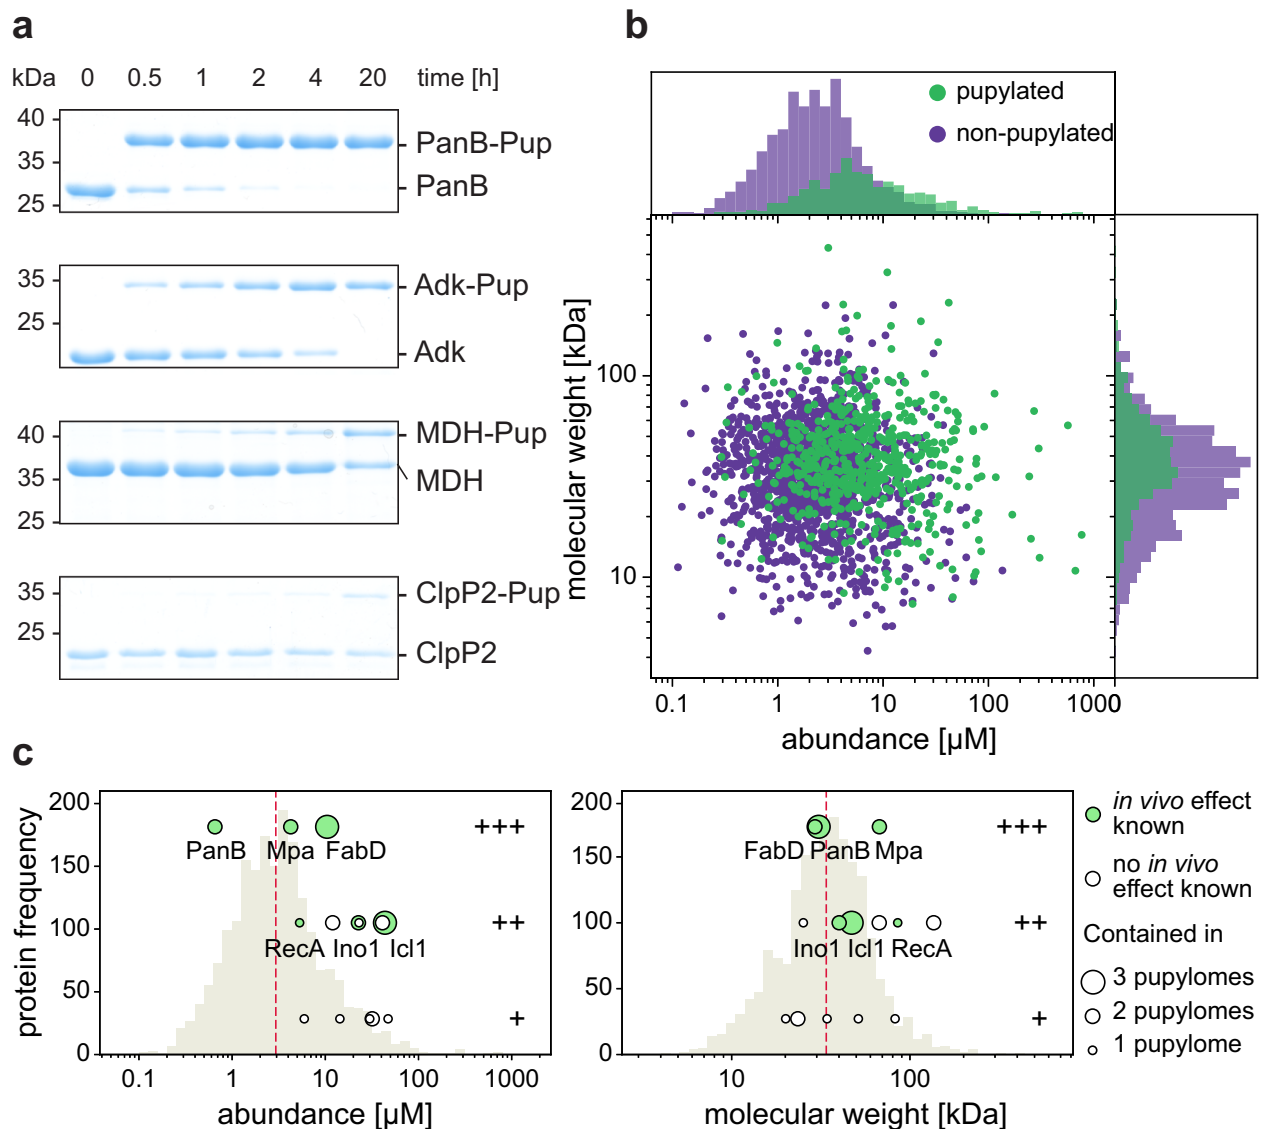 a
kDa 0 0.5 1 2 4 20 time [h]
40
35
25
PanB-Pup
PanB
35
25
Adk-Pup
Adk
40
35
25
MDH-Pup
MDH
35
25
ClpP2-Pup
ClpP2
b
pupylated
non-pupylated
molecular weight [kDa]
100
10
0.1 1 10 100 1000
0
abundance [µM]
c
protein frequency
200
150
100
50
0
PanB Mpa FabD
+++
RecA Ino1 Icl1
++
+
0.1 1 10 100 1000
abundance [µM]
200
150
100
50
0
FabD PanB Mpa
+++
Ino1 Icl1 RecA
++
+
10 100
molecular weight [kDa]
in vivo effect
known
no in vivo
effect known
Contained in
3 pupylomes
2 pupylomes
1 pupylome